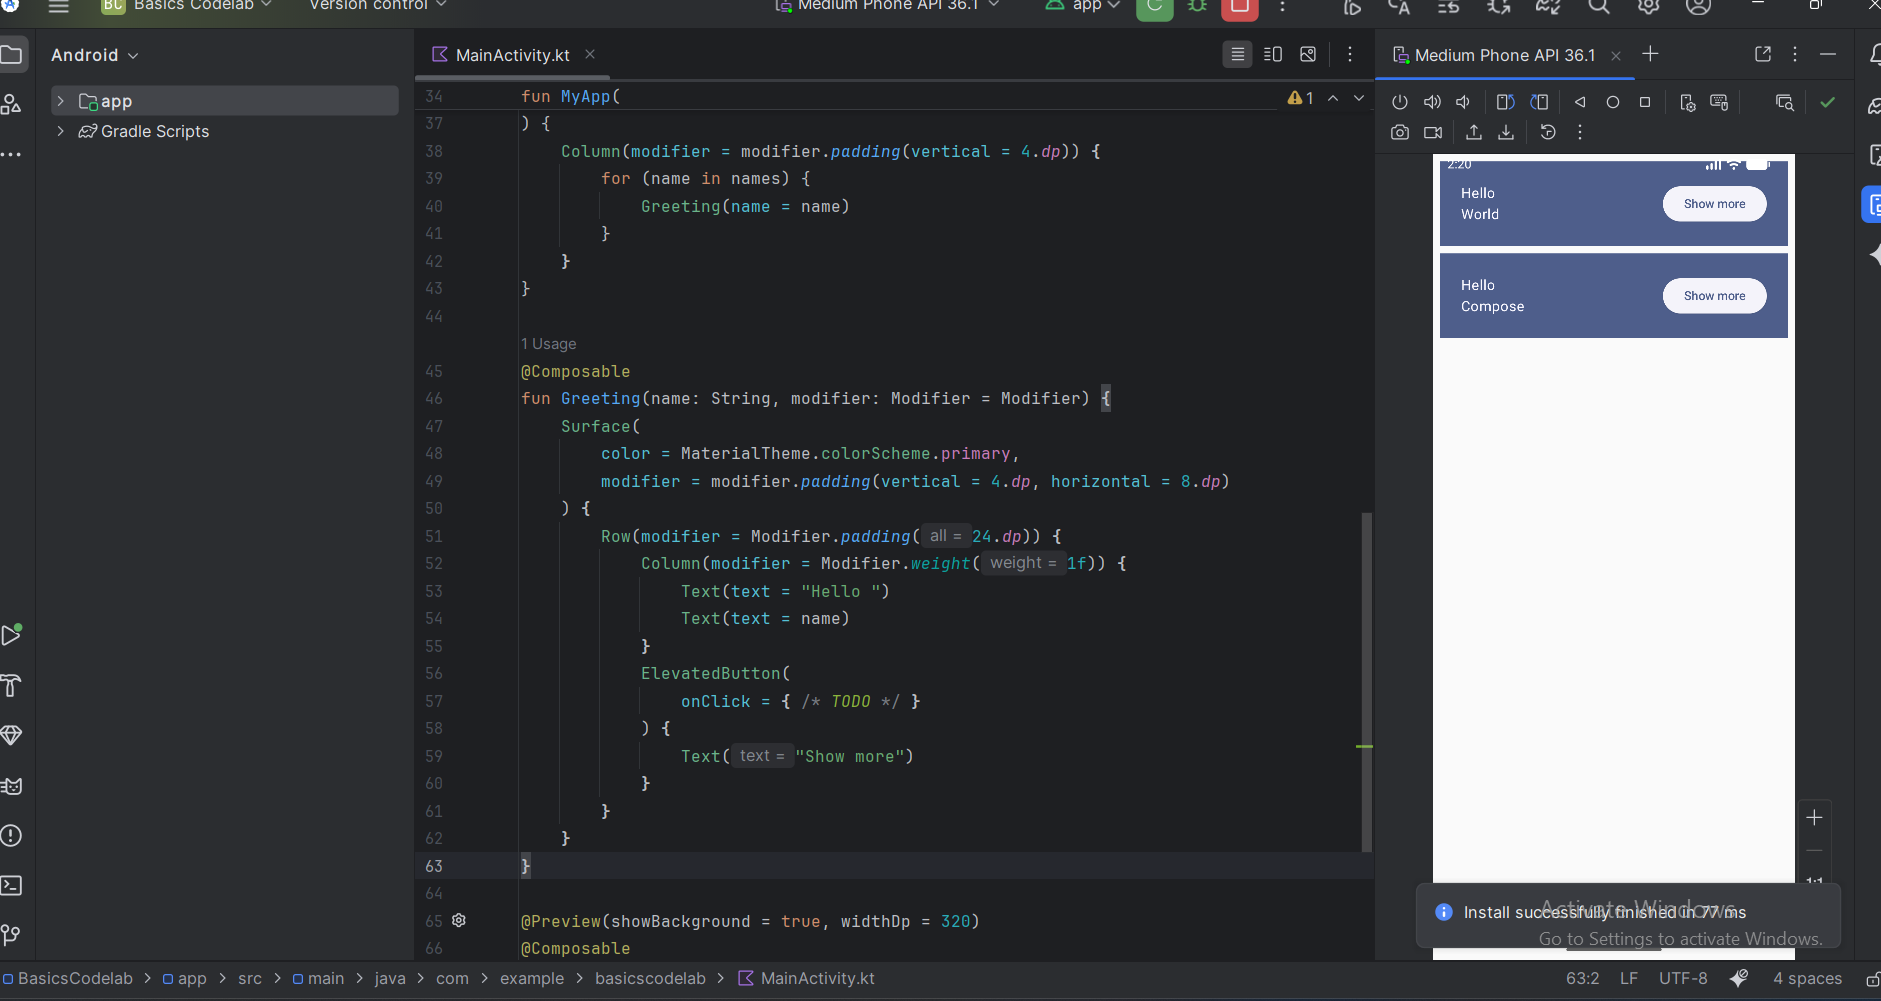 BC Basics Codelab
Version control
Medium Phone API 36.1
app
Android
MainActivity.kt
Medium Phone API 36.1
app
Gradle Scripts
34 fun MyApp(
1
37 ) {
38 Column(modifier = modifier.padding(vertical = 4.dp)) {
39 for (name in names) {
40 Greeting(name = name)
41 }
42 }
43 }
44
1 Usage
45 @Composable
46 fun Greeting(name: String, modifier: Modifier = Modifier) {
47 Surface(
48 color = MaterialTheme.colorScheme.primary,
49 modifier = modifier.padding(vertical = 4.dp, horizontal = 8.dp)
50 ) {
51 Row(modifier = Modifier.padding( all = 24.dp)) {
52 Column(modifier = Modifier.weight( weight = 1f)) {
53 Text(text = "Hello ")
54 Text(text = name)
55 }
56 ElevatedButton(
57 onClick = { /* TODO */ }
58 ) {
59 Text( text = "Show more")
60 }
61 }
62 }
63 }
64
65 @Preview(showBackground = true, widthDp = 320)
66 @Composable
2:20
Hello
World
Show more
Hello
Compose
Show more
1:1
Install successfully finished in 77 ms
Activate Windows
Go to Settings to activate Windows.
BasicsCodelab > app > src > main > java > com > example > basicscodelab > MainActivity.kt
63:2 LF UTF-8 4 spaces